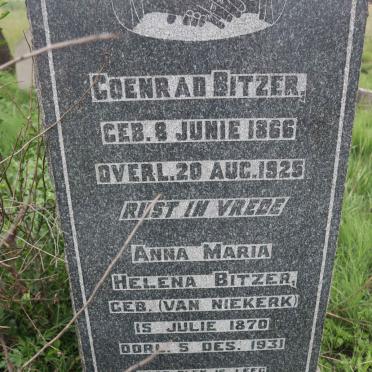 COENRAD BITZER,
GEB. 8 JUNIE 1866
OVERL. 20 AUG. 1925
RUST IN VREDE
ANNA MARIA
HELENA BITZER,
GEB. (VAN NIEKERK)
15 JULIE 1870
OORL. 5 DES. 1931